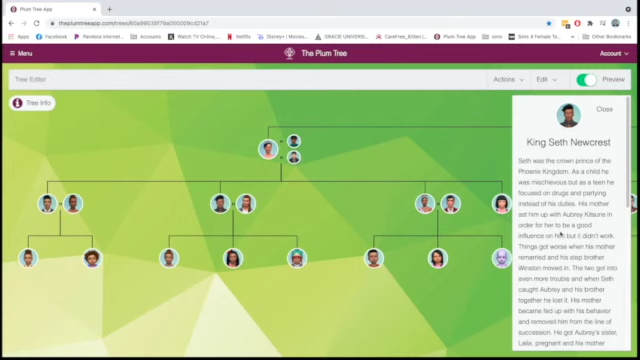 Plum Tree App
theplumtreeapp.com/trees/
Apps
Facebook
Pandora Internet...
Accounts
Watch TV Online,...
Netflix
Disney+ | Movies...
GRACIE UNIVERSI...
CareFree_Kitten |...
Plum Tree App
sims
Sims 4 Female Te...
Other Bookmarks
Menu
The Plum Tree
Account
Tree Editor
Actions
Edit
Preview
Tree Info
Close
King Seth Newcrest
Seth was the crown prince of the
Phoenix Kingdom. As a child he
was mischievous but as a teen he
focused on drugs and partying
instead of his duties. His mother
set him up with Aubrey Kitsune in
order for her to be a good
influence on him but it didn't work.
Things got worse when his mother
remarried and his step brother
Winston moved in. The two got into
even more trouble and when Seth
caught Aubrey and his brother
together he lost it. His mother
became fed up with his behavior
and removed him from the line of
succession. He got Aubrey's sister,
Laila, pregnant and his mother